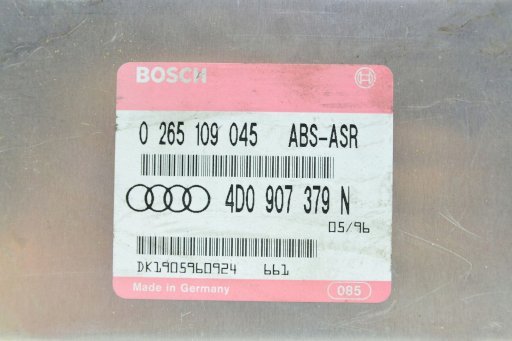 BOSCH
0 265 109 045 ABS-ASR
4D0 907 379 N
05/96
DK1905960924 661
Made in Germany 085